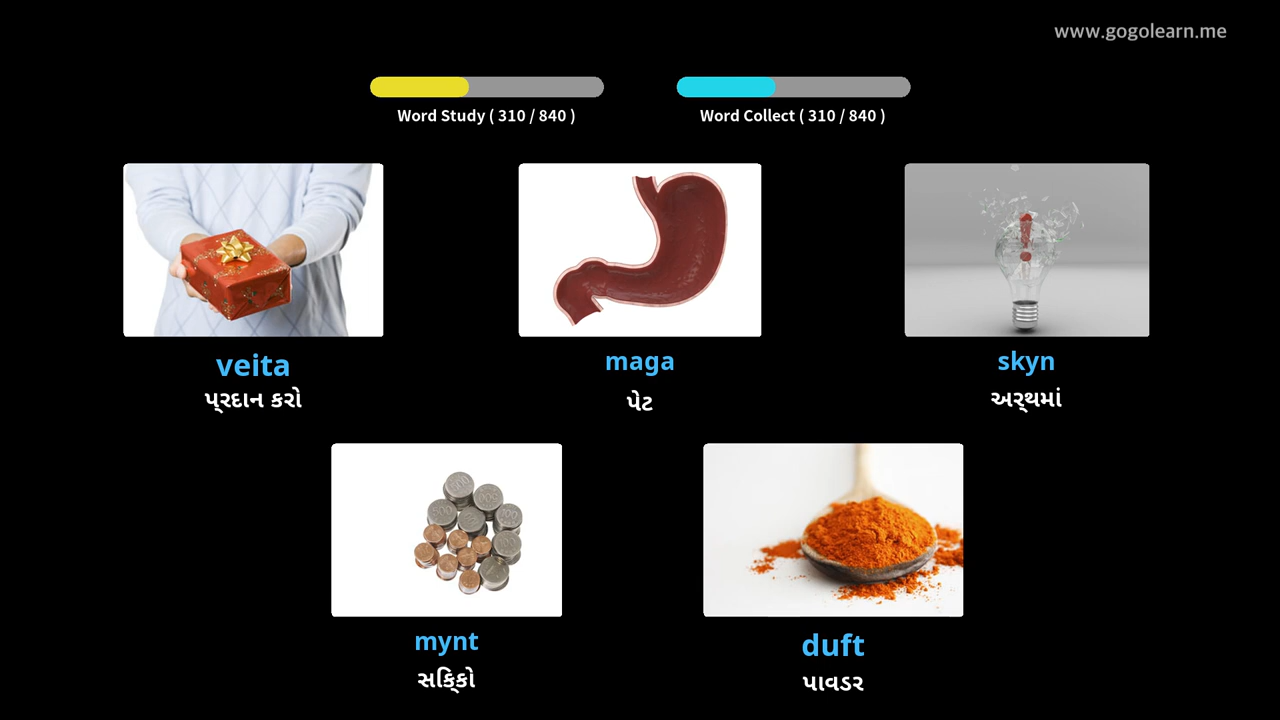 www.gogolearn.me
Word Study ( 310 / 840 )
Word Collect ( 310 / 840 )
veita
પ્રદાન કરો
maga
પેટ
skyn
અર્થમાં
mynt
સિક્કો
duft
પાવડર